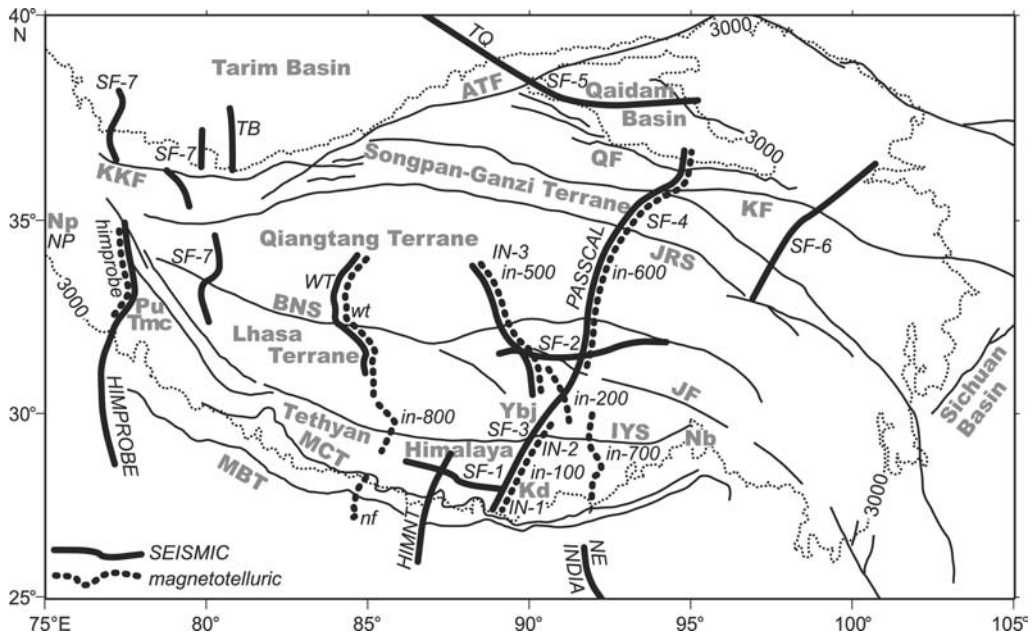 40°
N
TQ
3000
Tarim Basin
SF-7
ATF
SF-5
Qaidam
Basin
TB
SF-7
3000
QF
KKF
Songpan-Ganzi Terrane
KF
35°
Np
NP
himprobe
Qiangtang Terrane
SF-4
SF-6
SF-7
IN-3
in-500
PASSCAL
in-600
JRS
3000
WT
wt
Pu
Tmc
BNS
Lhasa
Terrane
SF-2
HIMPROBE
in-200
JF
Sichuan
Basin
30°
Ybj
Tethyan
in-800
SF-3
IYS
Nb
MCT
Himalaya
IN-2
in-700
SF-1
in-100
MBT
Kd
IN-1
nf
3000
HIMNT
NE
INDIA
SEISMIC
magnetotelluric
25°
75°E
80°
85°
90°
95°
100°
105°